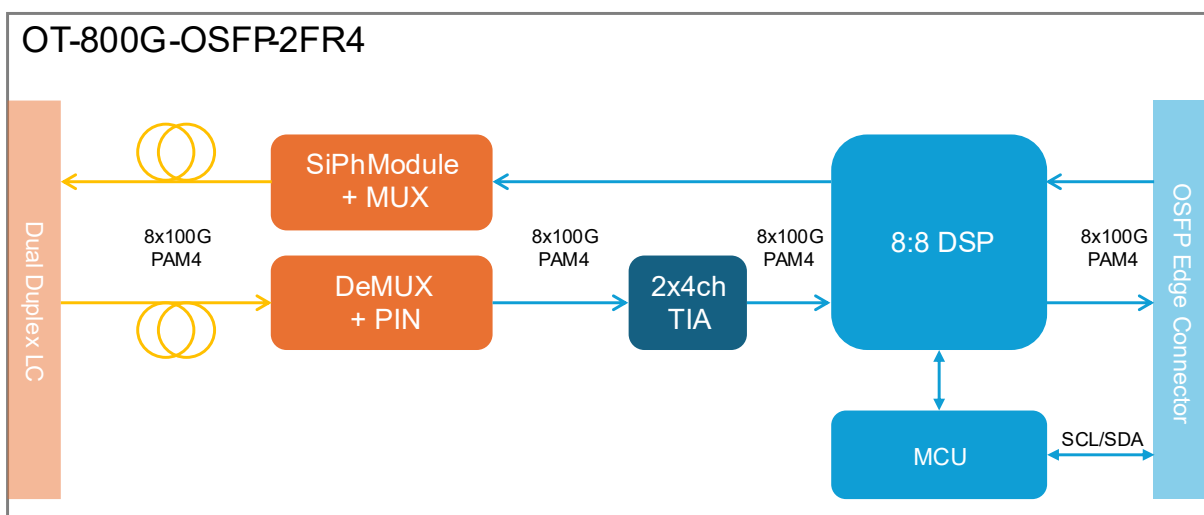 OT-800G-OSFP-2FR4
Dual Duplex LC
SiPhModule
+ MUX
8x100G
PAM4
DeMUX
+ PIN
8x100G
PAM4
2x4ch
TIA
8x100G
PAM4
8:8 DSP
8x100G
PAM4
MCU
SCL/SDA
OSFP Edge Connector